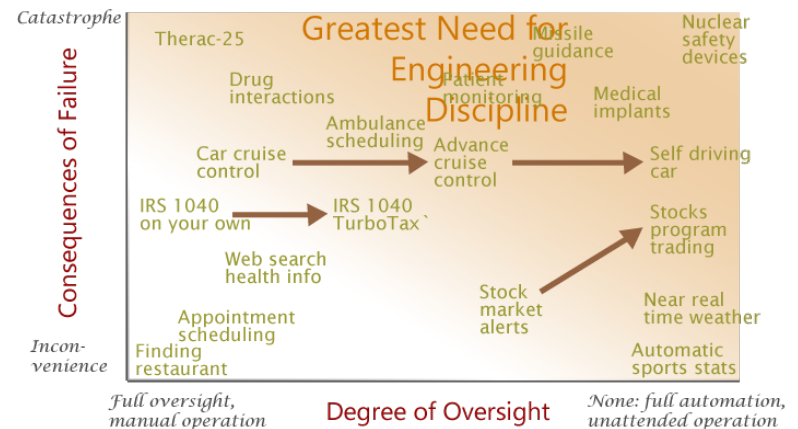 Catastrophe
Consequences of Failure
Incon-
venience
Greatest Need for
Engineering
Discipline
Therac-25
Missile
guidance
Nuclear
safety
devices
Drug
interactions
Patient
monitoring
Medical
implants
Ambulance
scheduling
Car cruise
control
Advance
cruise
control
Self driving
car
IRS 1040
on your own
IRS 1040
TurboTax`
Stocks
program
trading
Web search
health info
Stock
market
alerts
Near real
time weather
Appointment
scheduling
Finding
restaurant
Automatic
sports stats
Full oversight,
manual operation
Degree of Oversight
None: full automation,
unattended operation